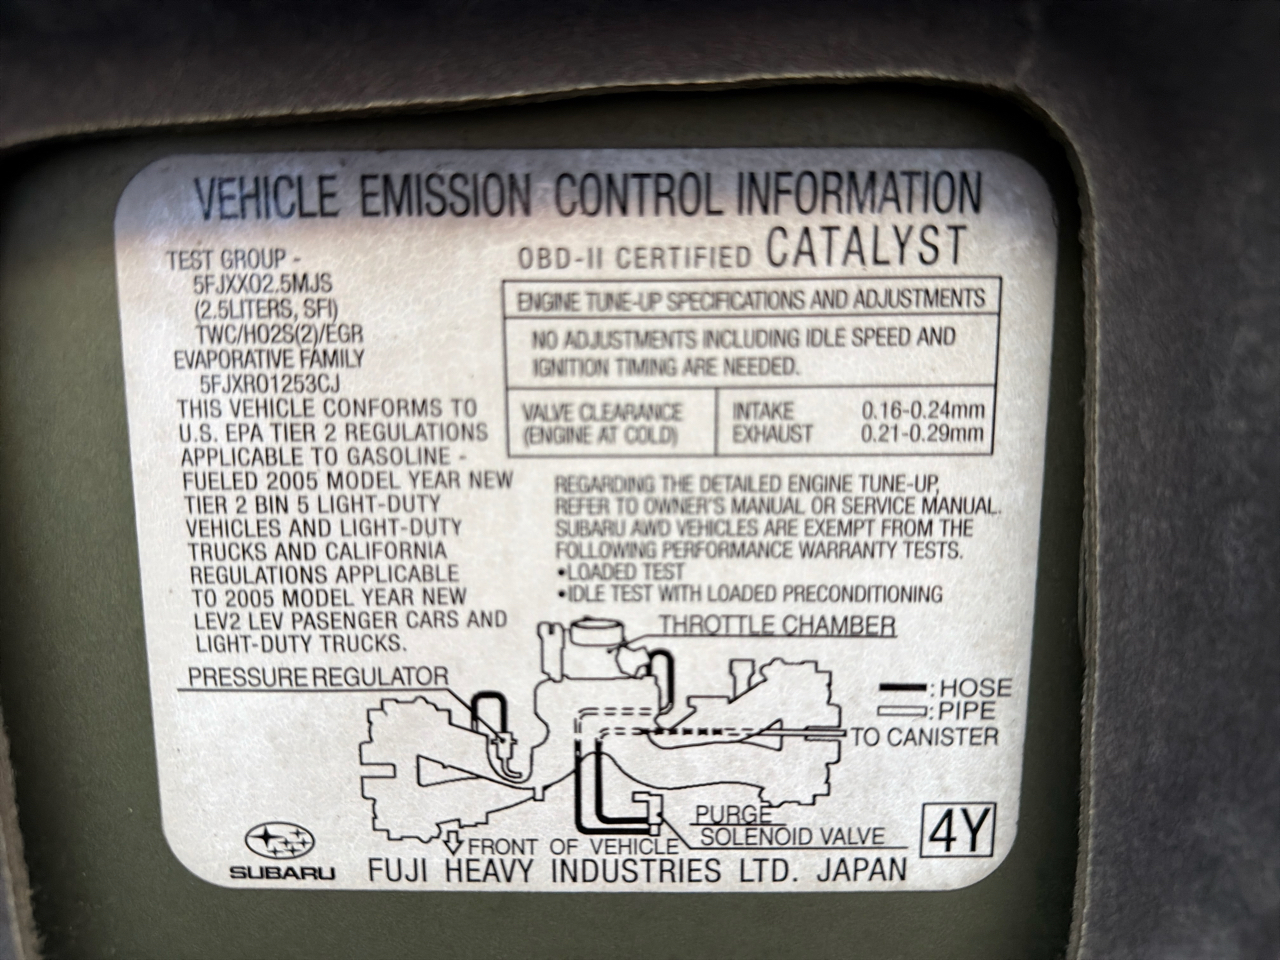 VEHICLE EMISSION CONTROL INFORMATION
OBD-II CERTIFIED CATALYST
TEST GROUP -
5FJXX02.5MJS
(2.5LITERS, SFI)
TWC/HO2S(2)/EGR
EVAPORATIVE FAMILY
5FJXR01253CJ
THIS VEHICLE CONFORMS TO
U.S. EPA TIER 2 REGULATIONS
APPLICABLE TO GASOLINE -
FUELED 2005 MODEL YEAR NEW
TIER 2 BIN 5 LIGHT-DUTY
VEHICLES AND LIGHT-DUTY
TRUCKS AND CALIFORNIA
REGULATIONS APPLICABLE
TO 2005 MODEL YEAR NEW
LEV2 LEV PASENGER CARS AND
LIGHT-DUTY TRUCKS.
ENGINE TUNE-UP SPECIFICATIONS AND ADJUSTMENTS
NO ADJUSTMENTS INCLUDING IDLE SPEED AND
IGNITION TIMING ARE NEEDED.
VALVE CLEARANCE
(ENGINE AT COLD)
INTAKE 0.16-0.24mm
EXHAUST 0.21-0.29mm
REGARDING THE DETAILED ENGINE TUNE-UP,
REFER TO OWNER'S MANUAL OR SERVICE MANUAL.
SUBARU AWD VEHICLES ARE EXEMPT FROM THE
FOLLOWING PERFORMANCE WARRANTY TESTS.
•LOADED TEST
•IDLE TEST WITH LOADED PRECONDITIONING
THROTTLE CHAMBER
PRESSURE REGULATOR
:HOSE
:PIPE
TO CANISTER
PURGE
SOLENOID VALVE
FRONT OF VEHICLE
4Y
SUBARU
FUJI HEAVY INDUSTRIES LTD. JAPAN